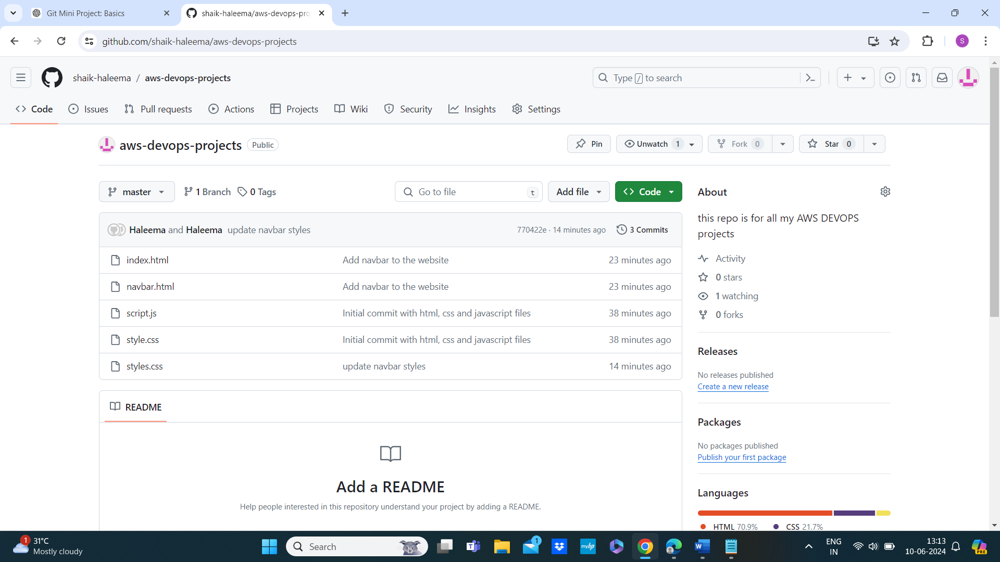 Git Mini Project: Basics
shaik-haleema/aws-devops-pro
github.com/shaik-haleema/aws-devops-projects
S
shaik-haleema / aws-devops-projects
Type / to search
Code
Issues
Pull requests
Actions
Projects
Wiki
Security
Insights
Settings
aws-devops-projects
Public
Pin
Unwatch 1
Fork 0
Star 0
master
1 Branch
0 Tags
Go to file
t
Add file
Code
Haleema and Haleema update navbar styles
770422e · 14 minutes ago
3 Commits
index.html Add navbar to the website 23 minutes ago
navbar.html Add navbar to the website 23 minutes ago
script.js Initial commit with html, css and javascript files 38 minutes ago
style.css Initial commit with html, css and javascript files 38 minutes ago
styles.css update navbar styles 14 minutes ago
README
Add a README
Help people interested in this repository understand your project by adding a README.
About
this repo is for all my AWS DEVOPS
projects
Activity
0 stars
1 watching
0 forks
Releases
No releases published
Create a new release
Packages
No packages published
Publish your first package
Languages
HTML 70.9%
CSS 21.7%
1
31°C
Mostly cloudy
Search
1
myhp
ENG
IN
13:13
10-06-2024
PRE